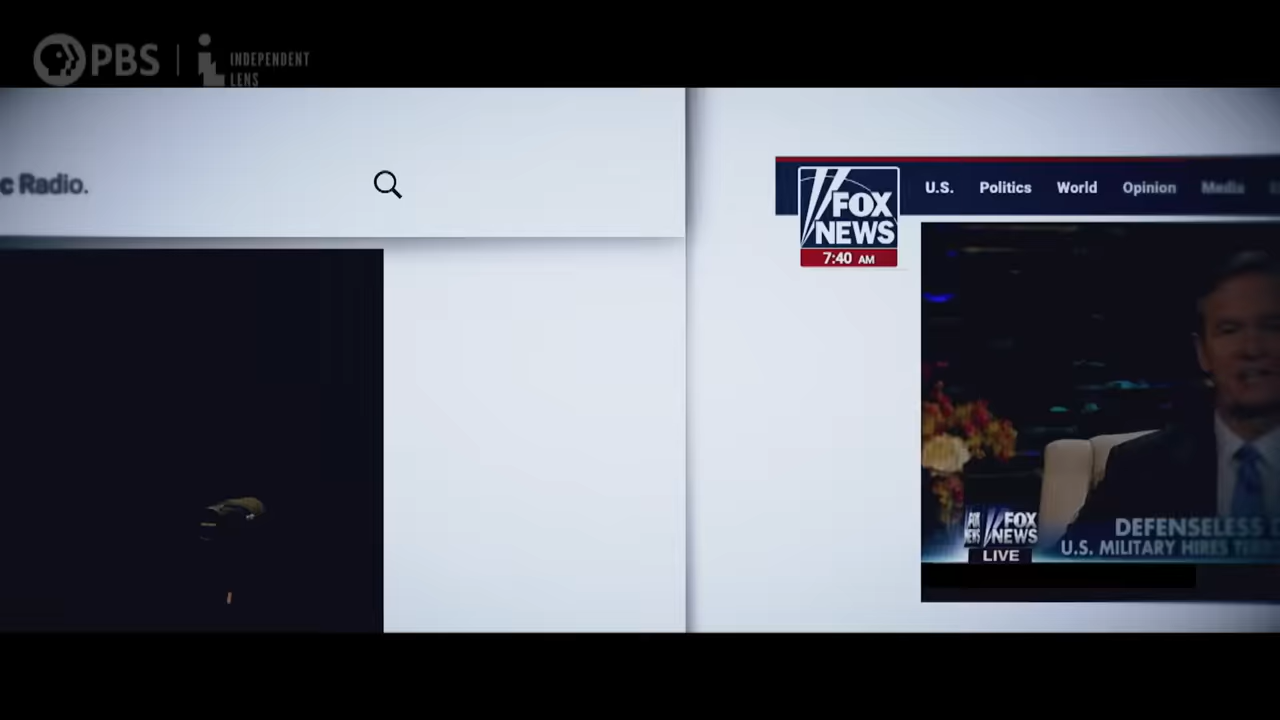 PBS
INDEPENDENT
LENS
c Radio.
FOX
NEWS
7:40 AM
U.S. Politics World Opinion Media
FOX
NEWS
LIVE
DEFENSELESS
U.S. MILITARY HIRES